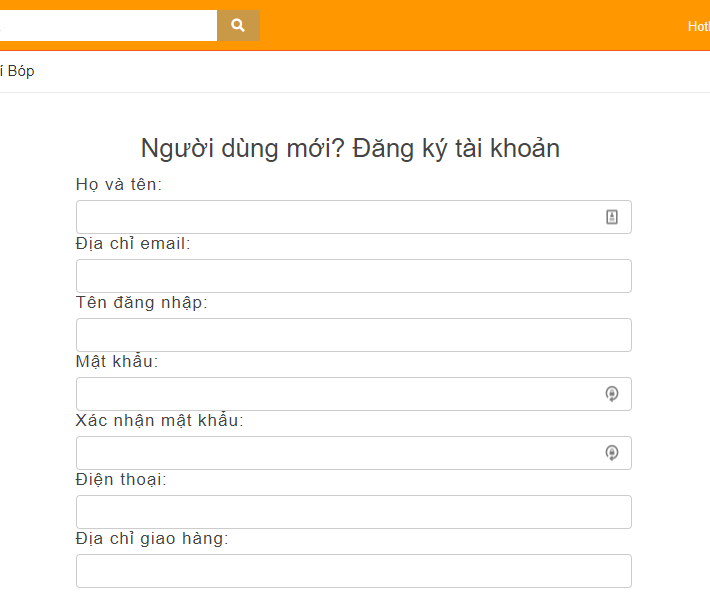 Hot
í Bóp
Người dùng mới? Đăng ký tài khoản
Họ và tên:
Địa chỉ email:
Tên đăng nhập:
Mật khẩu:
Xác nhận mật khẩu:
Điện thoại:
Địa chỉ giao hàng: